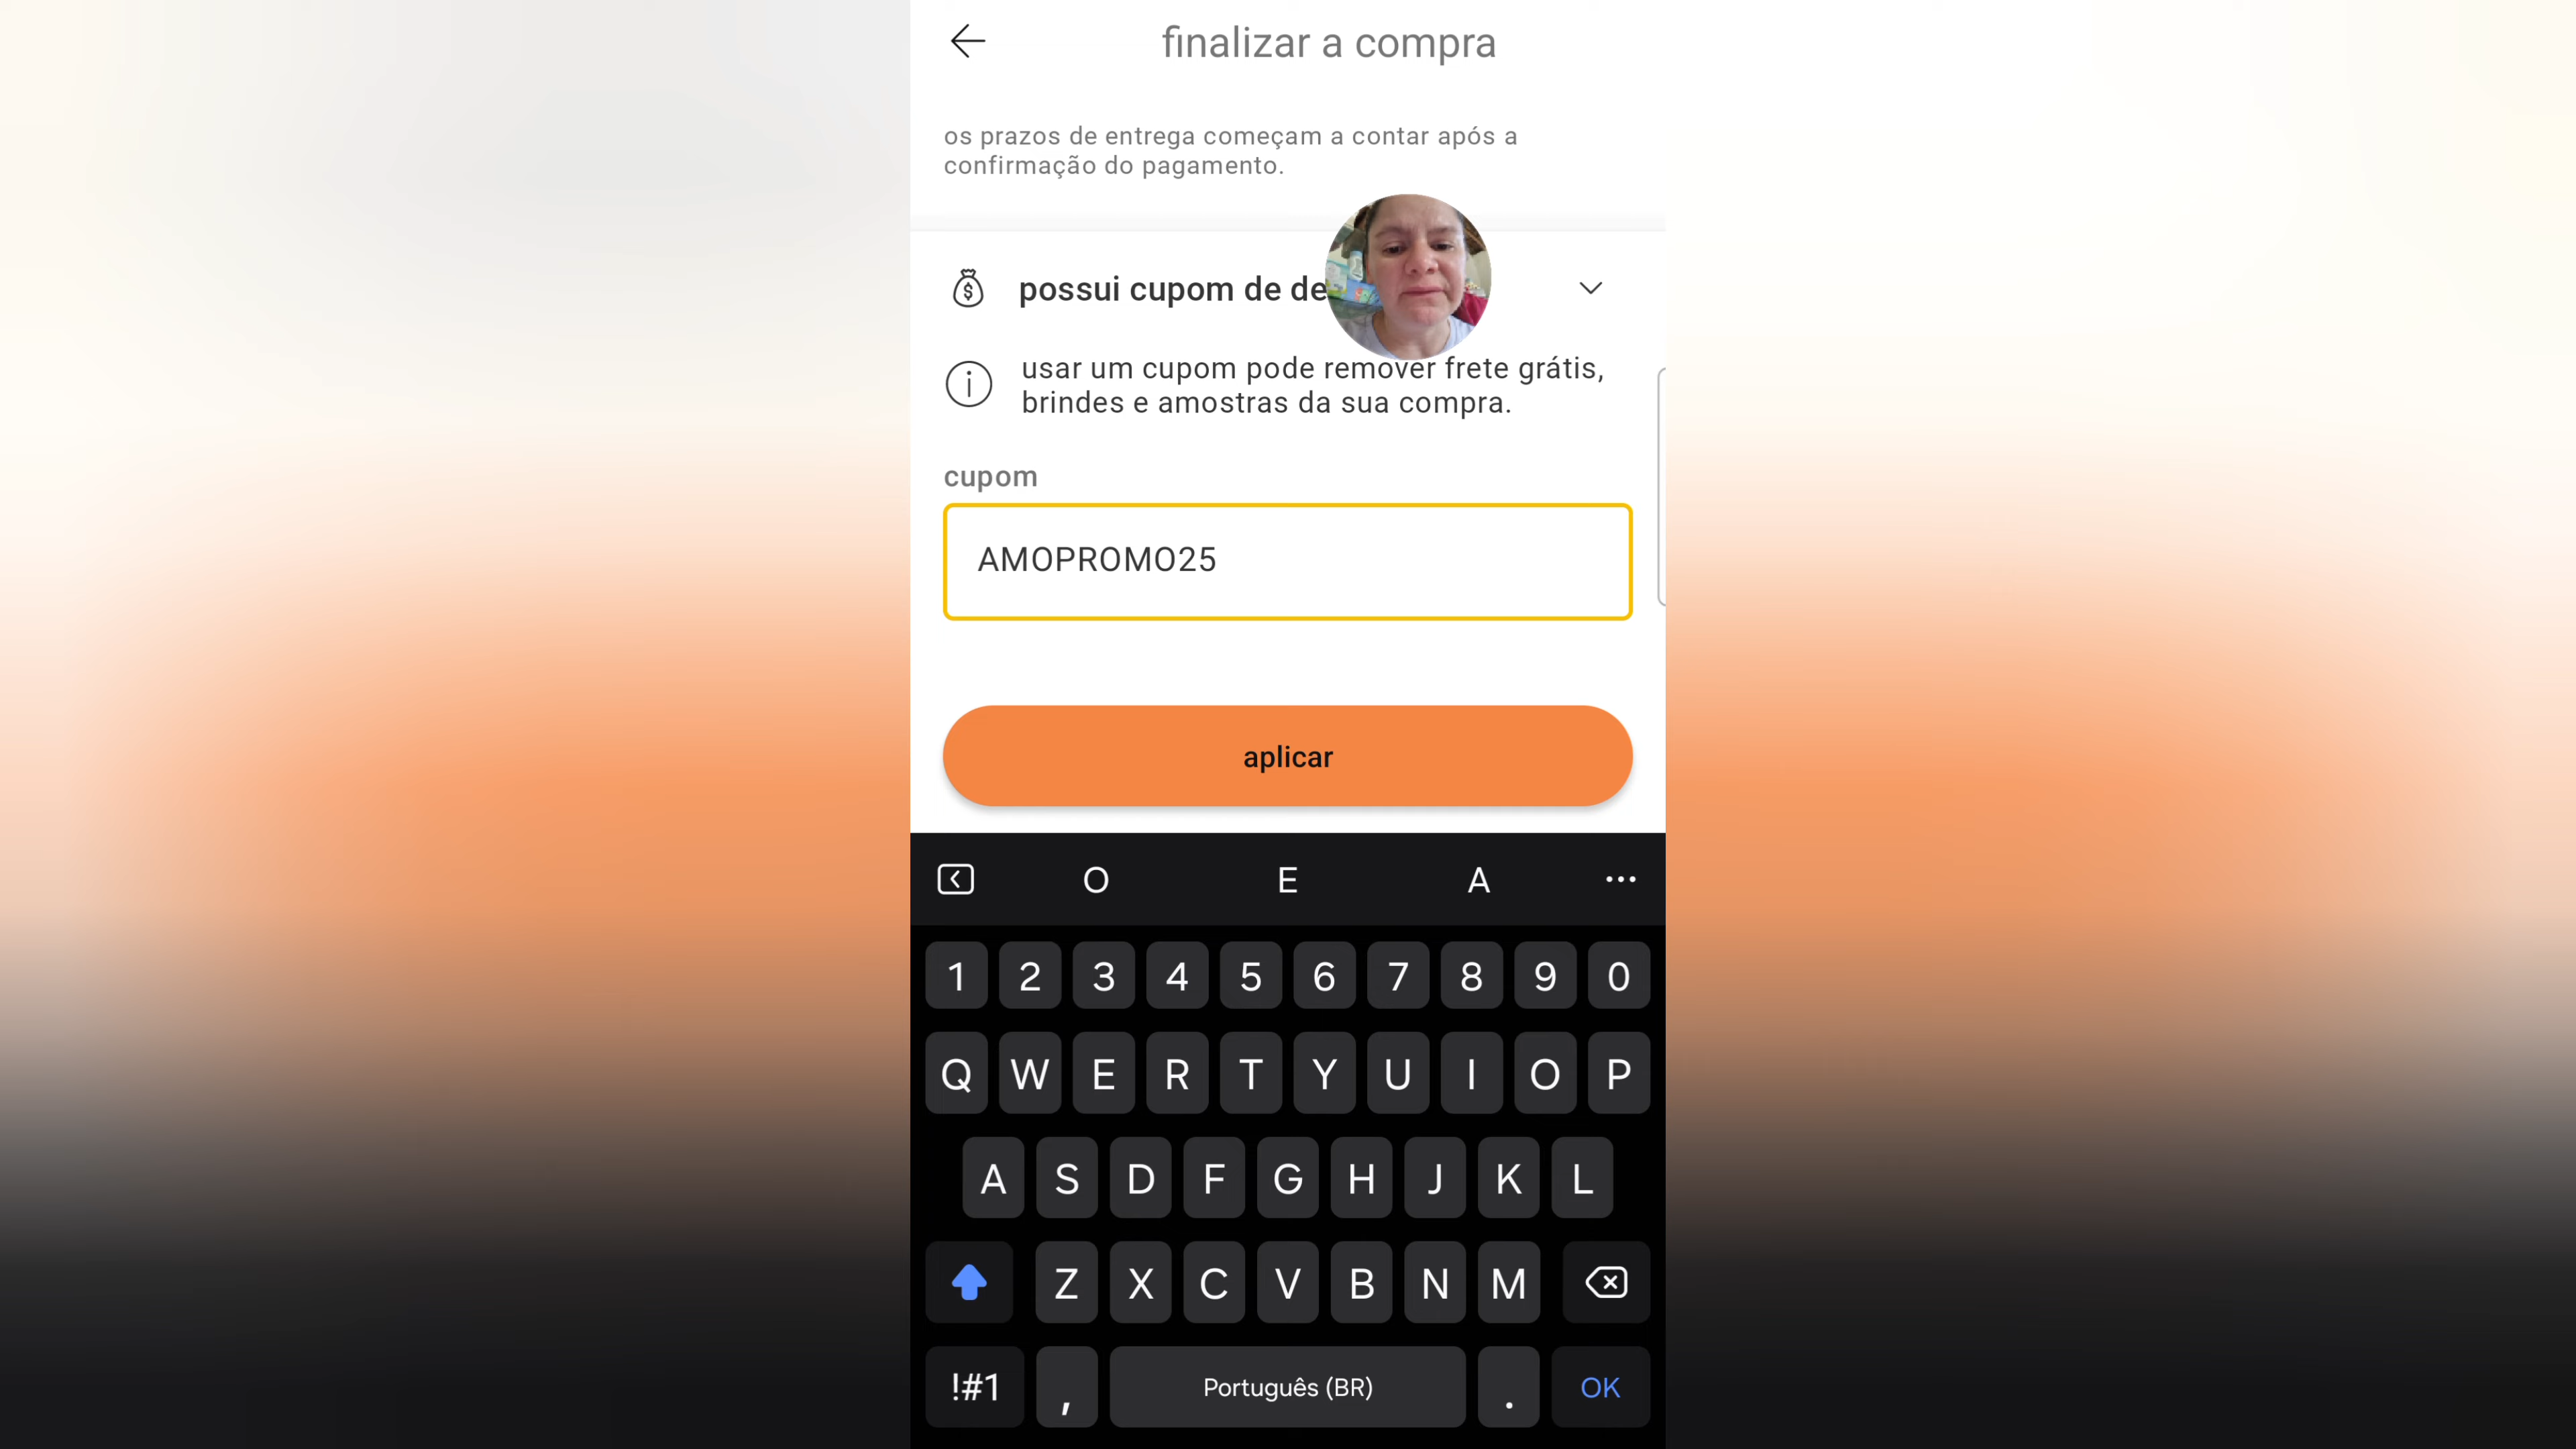 finalizar a compra
os prazos de entrega começam a contar após a
confirmação do pagamento.
possui cupom de de
usar um cupom pode remover frete grátis,
brindes e amostras da sua compra.
cupom
AMOPROMO25
aplicar
O E A
1 2 3 4 5 6 7 8 9 0
Q W E R T Y U I O P
A S D F G H J K L
Z X C V B N M
!#1 , Português (BR) . OK